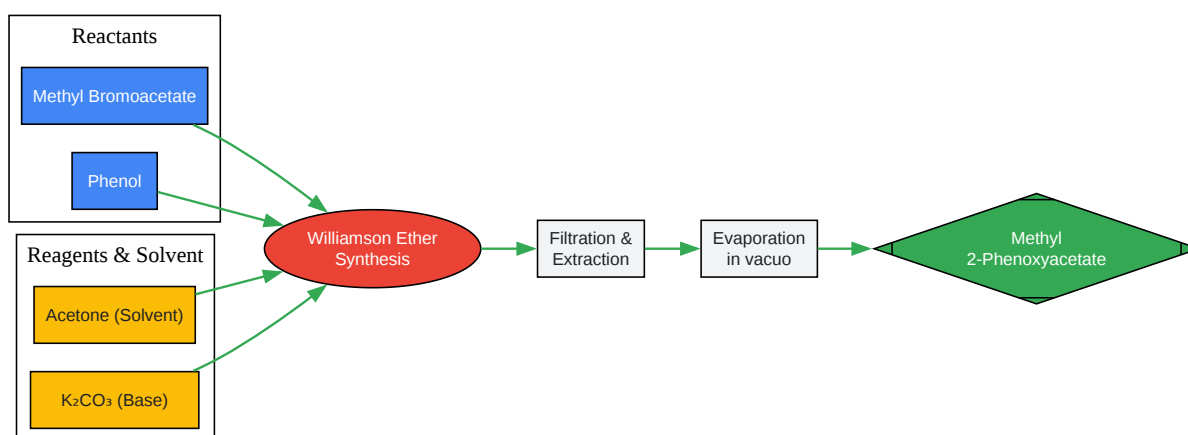 Reactants
Methyl Bromoacetate
Phenol
Reagents & Solvent
Acetone (Solvent)
K₂CO₃ (Base)
Williamson Ether
Synthesis
Filtration &
Extraction
Evaporation
in vacuo
Methyl
2-Phenoxyacetate